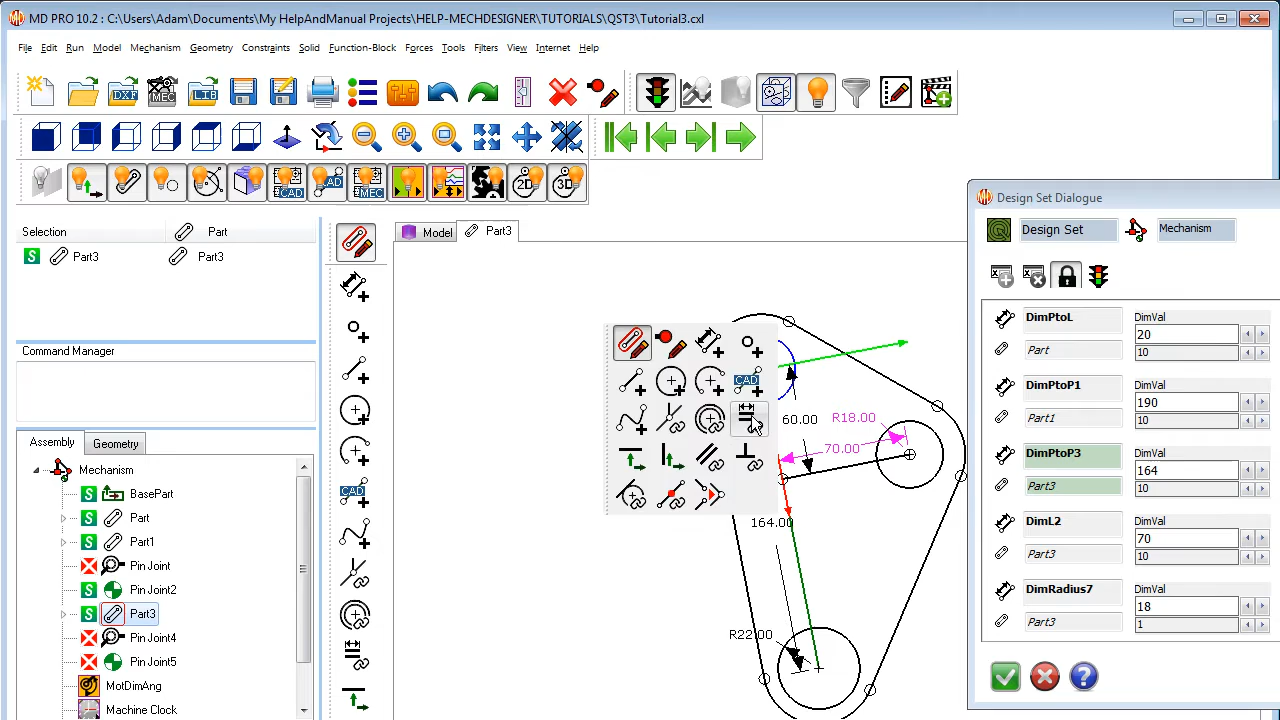 MD PRO 10.2 : C:\Users\Adam\Documents\My HelpAndManual Projects\HELP-MECHDESIGNER\TUTORIALS\QST3\Tutorial3.cxl
File Edit Run Model Mechanism Geometry Constraints Solid Function-Block Forces Tools Filters View Internet Help
DXF MEC LIB
CAD CAD MEC 2D 3D
Selection Part
Part3 Part3
Command Manager
Assembly Geometry
Mechanism
BasePart
Part
Part1
Pin Joint
Pin Joint2
Part3
Pin Joint4
Pin Joint5
MotDimAng
Machine Clock
CAD
Model Part3
CAD
60.00
R18.00
70.00
164.00
R22.00
Design Set Dialogue
Design Set Mechanism
DimPtoL DimVal
20
Part 10
DimPtoP1 DimVal
190
Part1 10
DimPtoP3 DimVal
164
Part3 10
DimL2 DimVal
70
Part3 10
DimRadius7 DimVal
18
Part3 1